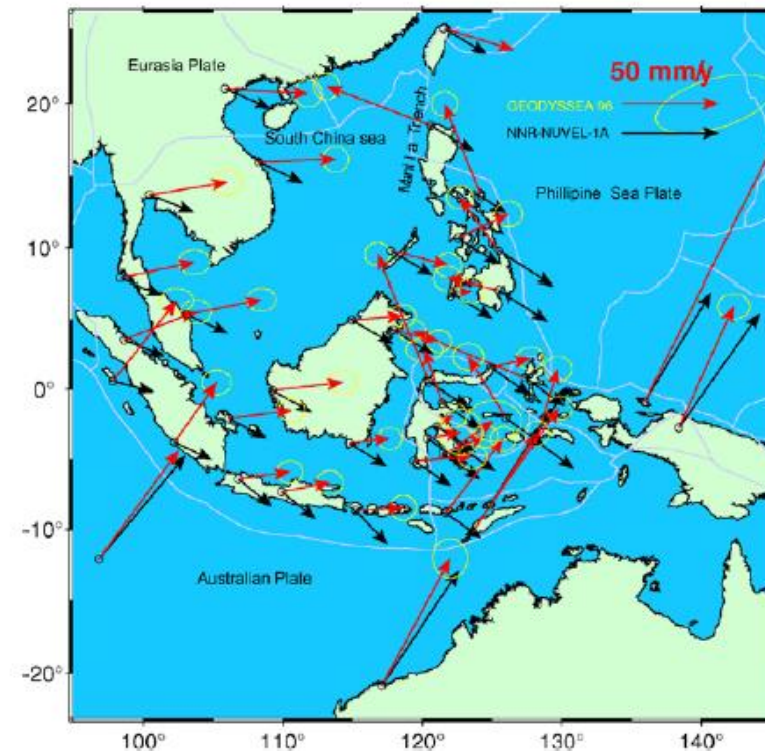 Eurasia Plate
50 mm/y
20°
GEODYSSEA 96
South China sea
NNR-NUVEL-1A
Manila Trench
Phillipine Sea Plate
10°
0°
-10°
Australian Plate
-20°
100°
110°
120°
130°
140°